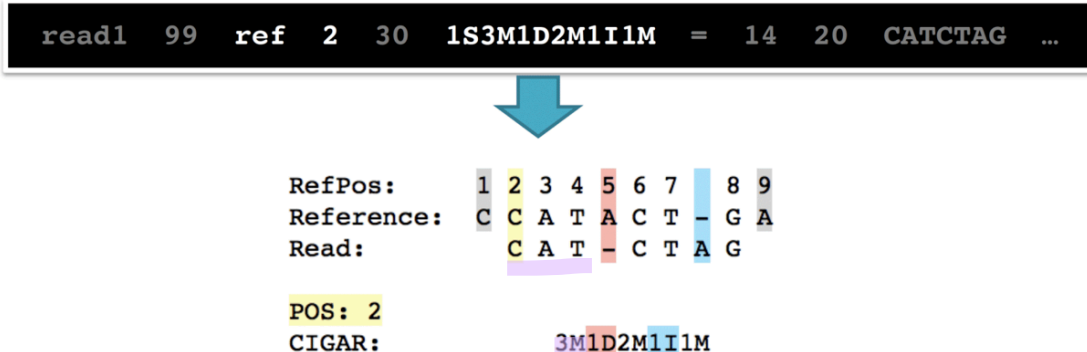 read1 99 ref 2 30 1S3M1D2M1I1M = 14 20 CATCTAG …
RefPos: 1 2 3 4 5 6 7 8 9
Reference: C C A T A C T - G A
Read: C A T - C T A G
POS: 2
CIGAR: 3M1D2M1I1M